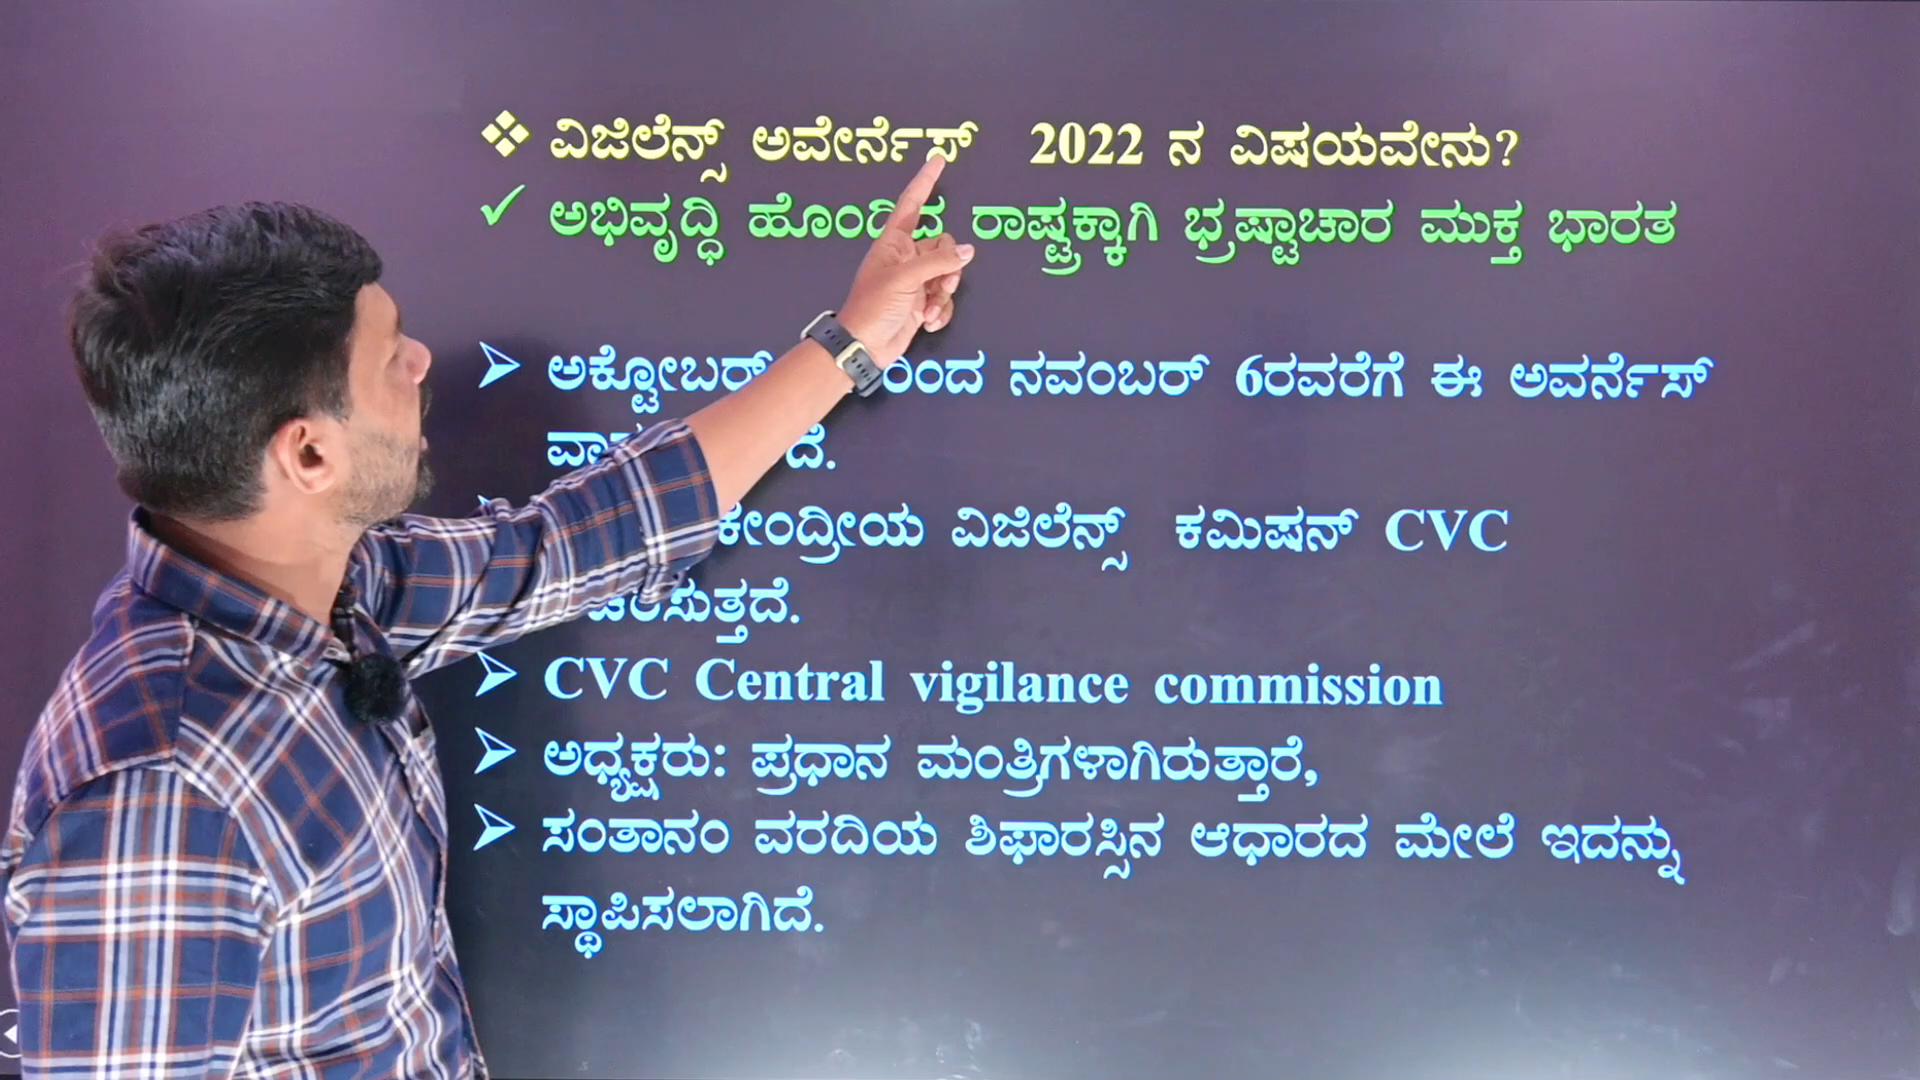 ❖ ವಿಜಿಲೆನ್ಸ್ ಅವೇರ್ನೆಸ್ 2022 ನ ವಿಷಯವೇನು?
✓ ಅಭಿವೃದ್ಧಿ ಹೊಂದಿದ ರಾಷ್ಟ್ರಕ್ಕಾಗಿ ಭ್ರಷ್ಟಾಚಾರ ಮುಕ್ತ ಭಾರತ
➢ ಅಕ್ಟೋಬರ್ ನವಂಬರ್ 6ರವರೆಗೆ ಈ ಅವರ್ನೆಸ್
ಕೇಂದ್ರೀಯ ವಿಜಿಲೆನ್ಸ್ ಕಮಿಷನ್ CVC
➢ CVC Central vigilance commission
➢ ಅಧ್ಯಕ್ಷರು: ಪ್ರಧಾನ ಮಂತ್ರಿಗಳಾಗಿರುತ್ತಾರೆ,
➢ ಸಂತಾನಂ ವರದಿಯ ಶಿಫಾರಸ್ಸಿನ ಆಧಾರದ ಮೇಲೆ ಇದನ್ನು
ಸ್ಥಾಪಿಸಲಾಗಿದೆ.